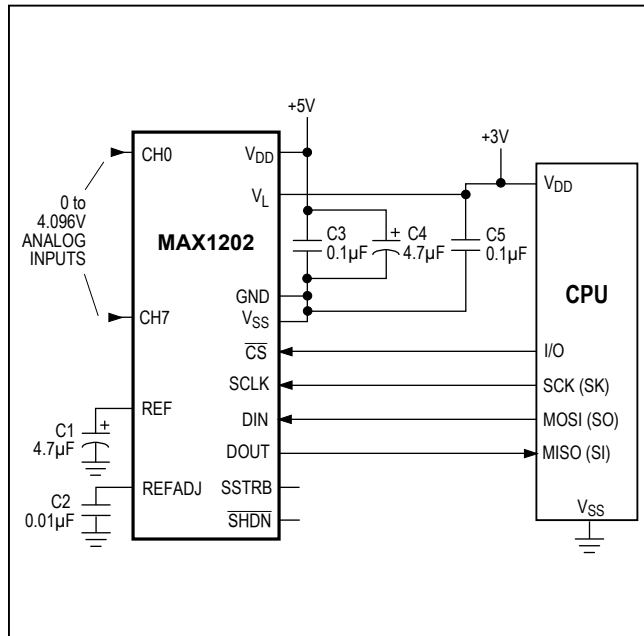 +5V
+3V
CH0
VDD
VDD
VL
0 to
4.096V
ANALOG
INPUTS
MAX1202
C3
0.1µF
+
C4
4.7µF
C5
0.1µF
CPU
GND
CH7
VSS
CS
I/O
SCLK
SCK (SK)
REF
DIN
MOSI (SO)
C1
4.7µF
+
DOUT
MISO (SI)
REFADJ
SSTRB
C2
0.01µF
SHDN
VSS